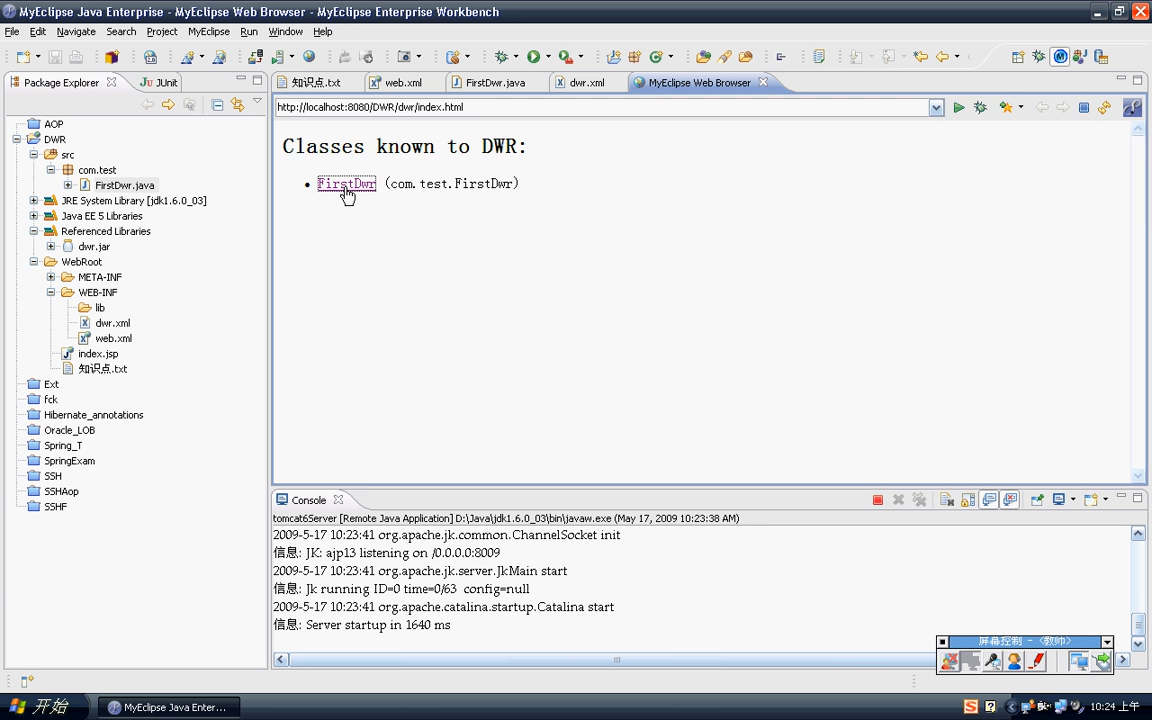 MyEclipse Java Enterprise - MyEclipse Web Browser - MyEclipse Enterprise Workbench
File Edit Navigate Search Project MyEclipse Run Window Help
Package Explorer JUnit
知识点.txt web.xml FirstDwr.java dwr.xml MyEclipse Web Browser
http://localhost:8080/DWR/dwr/index.html
AOP
DWR
src
com.test
FirstDwr.java
JRE System Library [jdk1.6.0_03]
Java EE 5 Libraries
Referenced Libraries
dwr.jar
WebRoot
META-INF
WEB-INF
lib
dwr.xml
web.xml
index.jsp
知识点.txt
Ext
fck
Hibernate_annotations
Oracle_LOB
Spring_T
SpringExam
SSH
SSHAop
SSHF
Classes known to DWR:
• FirstDwr (com.test.FirstDwr)
Console
tomcat6Server [Remote Java Application] D:\Java\jdk1.6.0_03\bin\javaw.exe (May 17, 2009 10:23:38 AM)
2009-5-17 10:23:41 org.apache.jk.common.ChannelSocket init
信息: JK: ajp13 listening on /0.0.0.0:8009
2009-5-17 10:23:41 org.apache.jk.server.JkMain start
信息: Jk running ID=0 time=0/63 config=null
2009-5-17 10:23:41 org.apache.catalina.startup.Catalina start
信息: Server startup in 1640 ms
屏幕控制 - <教师>
开始 MyEclipse Java Enter... 10:24 上午